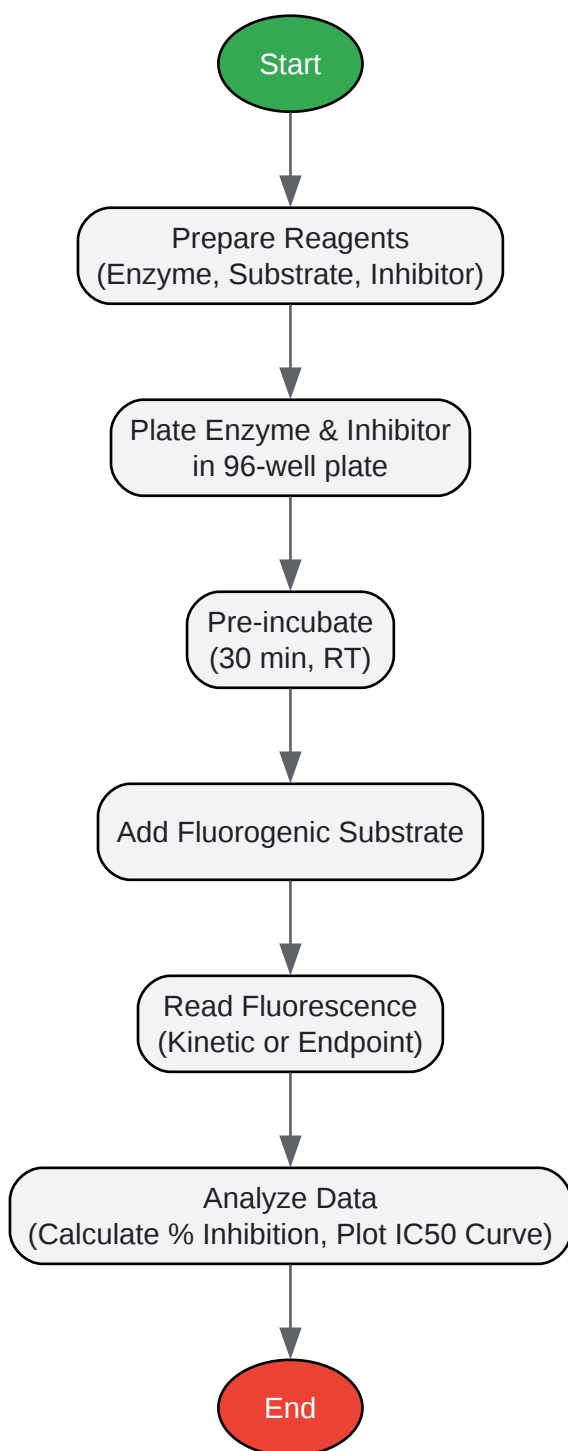 Start
Prepare Reagents
(Enzyme, Substrate, Inhibitor)
Plate Enzyme & Inhibitor
in 96-well plate
Pre-incubate
(30 min, RT)
Add Fluorogenic Substrate
Read Fluorescence
(Kinetic or Endpoint)
Analyze Data
(Calculate % Inhibition, Plot IC50 Curve)
End